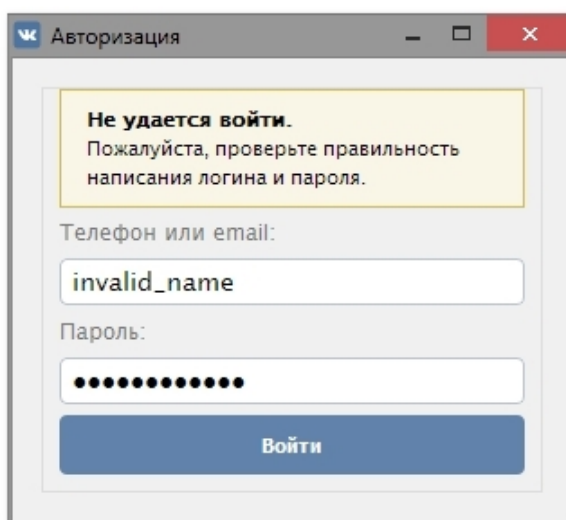 Авторизация
Не удается войти.
Пожалуйста, проверьте правильность
написания логина и пароля.
Телефон или email:
invalid_name
Пароль:
••••••••••••
Войти